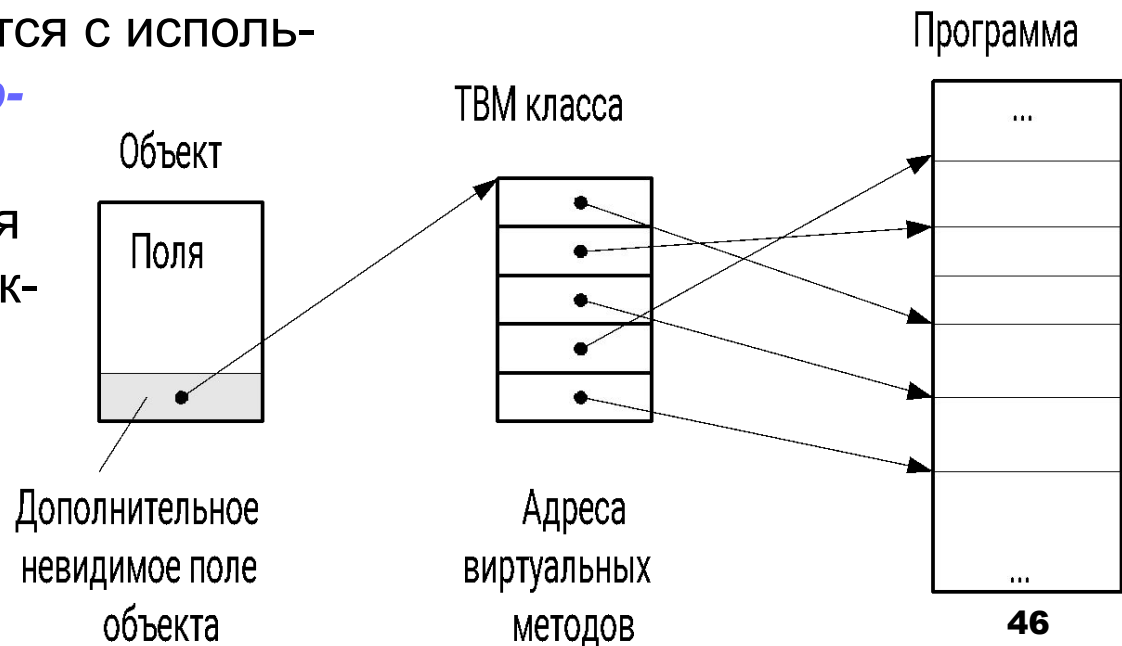 тся с исполь-
о-
я
к-
Объект
Поля
Дополнительное
невидимое поле
объекта
ТВМ класса
Адреса
виртуальных
методов
Программа
...
...
46